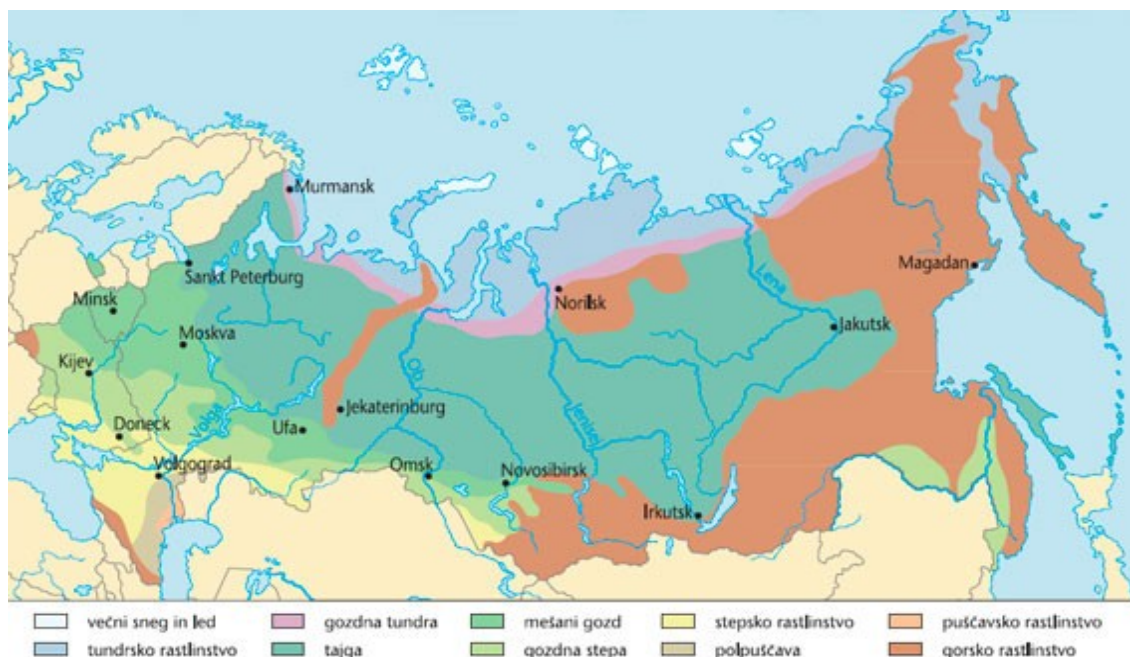 Murmansk
Sankt Peterburg
Minsk
Moskva
Kijev
Doneck
Volgograd
Volga
Ufa
Jekaterinburg
Ob
Omsk
Novosibirsk
Jenisej
Norilsk
Irkutsk
Lena
Jakutsk
Magadan
večni sneg in led
gozdna tundra
mešani gozd
stepsko rastlinstvo
puščavsko rastlinstvo
tundrsko rastlinstvo
tajga
gozdna stepa
polpuščava
gorsko rastlinstvo